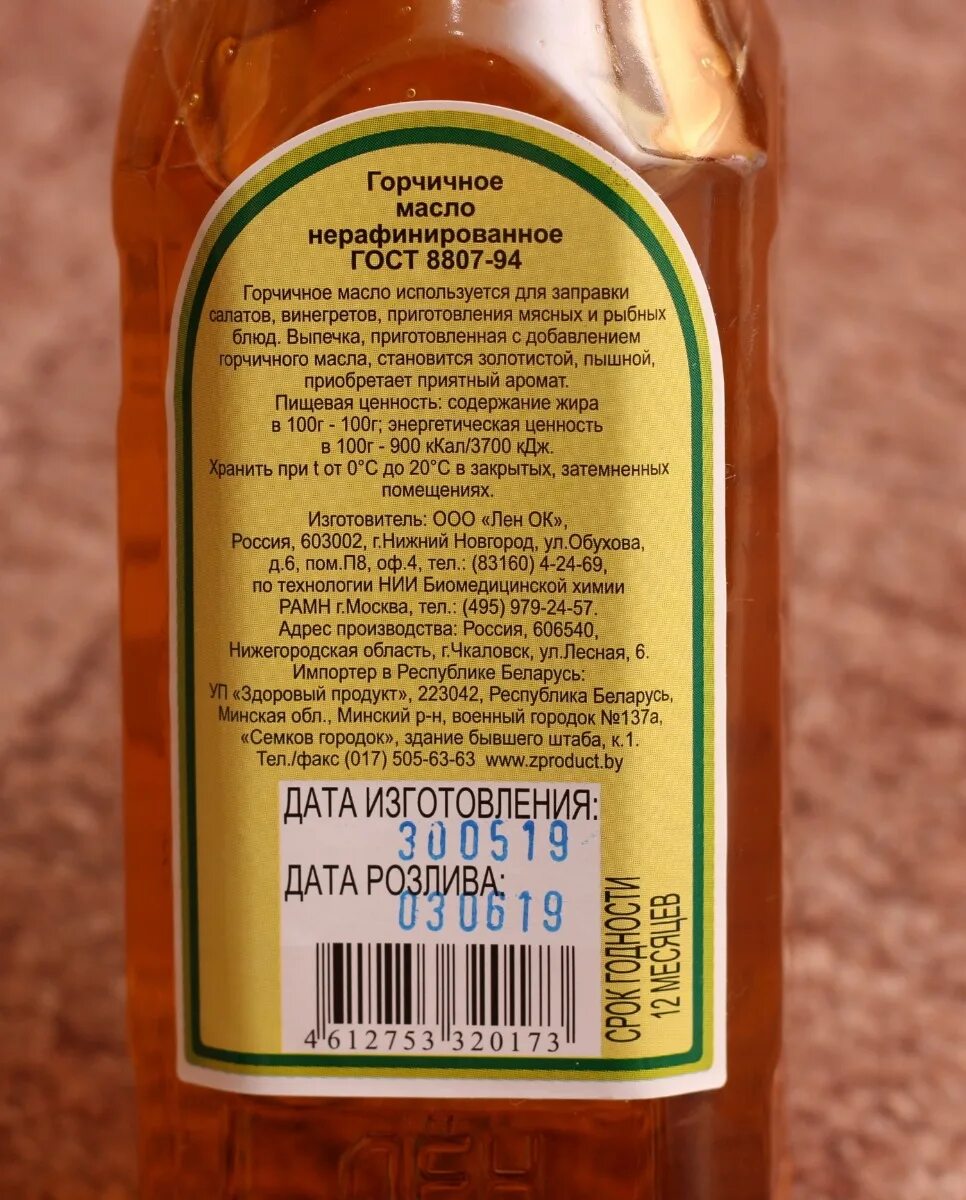 Горчичное
масло
нерафинированное
ГОСТ 8807-94
Горчичное масло используется для заправки
салатов, винегретов, приготовления мясных и рыбных
блюд. Выпечка, приготовленная с добавлением
горчичного масла, становится золотистой, пышной,
приобретает приятный аромат.
Пищевая ценность: содержание жира
в 100г - 100г; энергетическая ценность
в 100г - 900 кКал/3700 кДж.
Хранить при t от 0°C до 20°C в закрытых, затемненных
помещениях.
Изготовитель: ООО «Лен ОК»,
Россия, 603002, г.Нижний Новгород, ул.Обухова,
д.6, пом.П8, оф.4, тел.: (83160) 4-24-69,
по технологии НИИ Биомедицинской химии
РАМН г.Москва, тел.: (495) 979-24-57.
Адрес производства: Россия, 606540,
Нижегородская область, г.Чкаловск, ул.Лесная, 6.
Импортер в Республике Беларусь:
УП «Здоровый продукт», 223042, Республика Беларусь,
Минская обл., Минский р-н, военный городок №137а,
«Семков городок», здание бывшего штаба, к.1.
Тел./факс (017) 505-63-63 www.zproduct.by
ДАТА ИЗГОТОВЛЕНИЯ:
300519
ДАТА РОЗЛИВА:
030619
СРОК ГОДНОСТИ
12 МЕСЯЦЕВ
4 612753 320173
ЛЁН